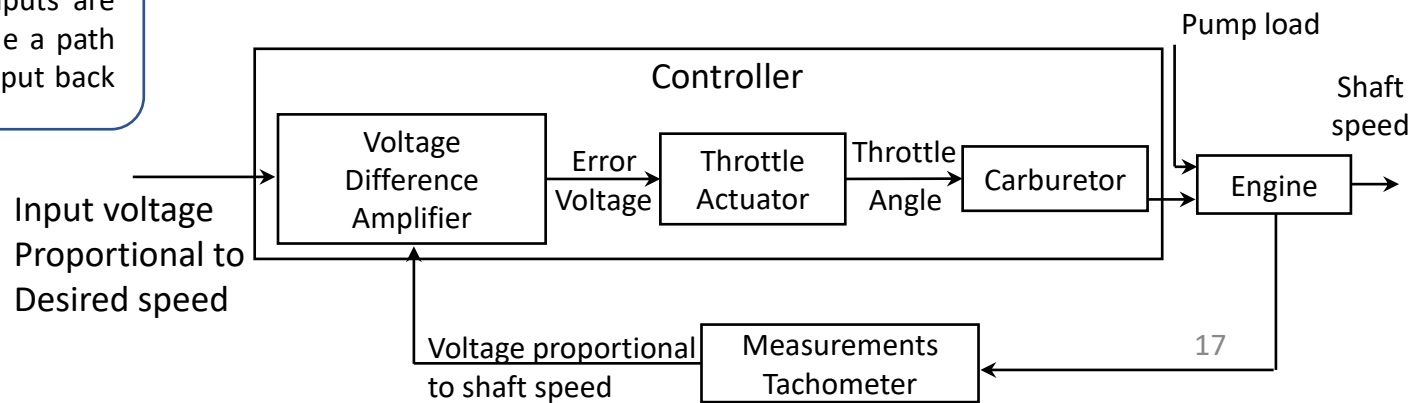 puts are
e a path
put back
Pump load
Controller
Shaft
speed
Voltage
Difference
Amplifier
Error
Voltage
Throttle
Actuator
Throttle
Angle
Carburetor
Engine
Input voltage
Proportional to
Desired speed
Voltage proportional
to shaft speed
Measurements
Tachometer
17